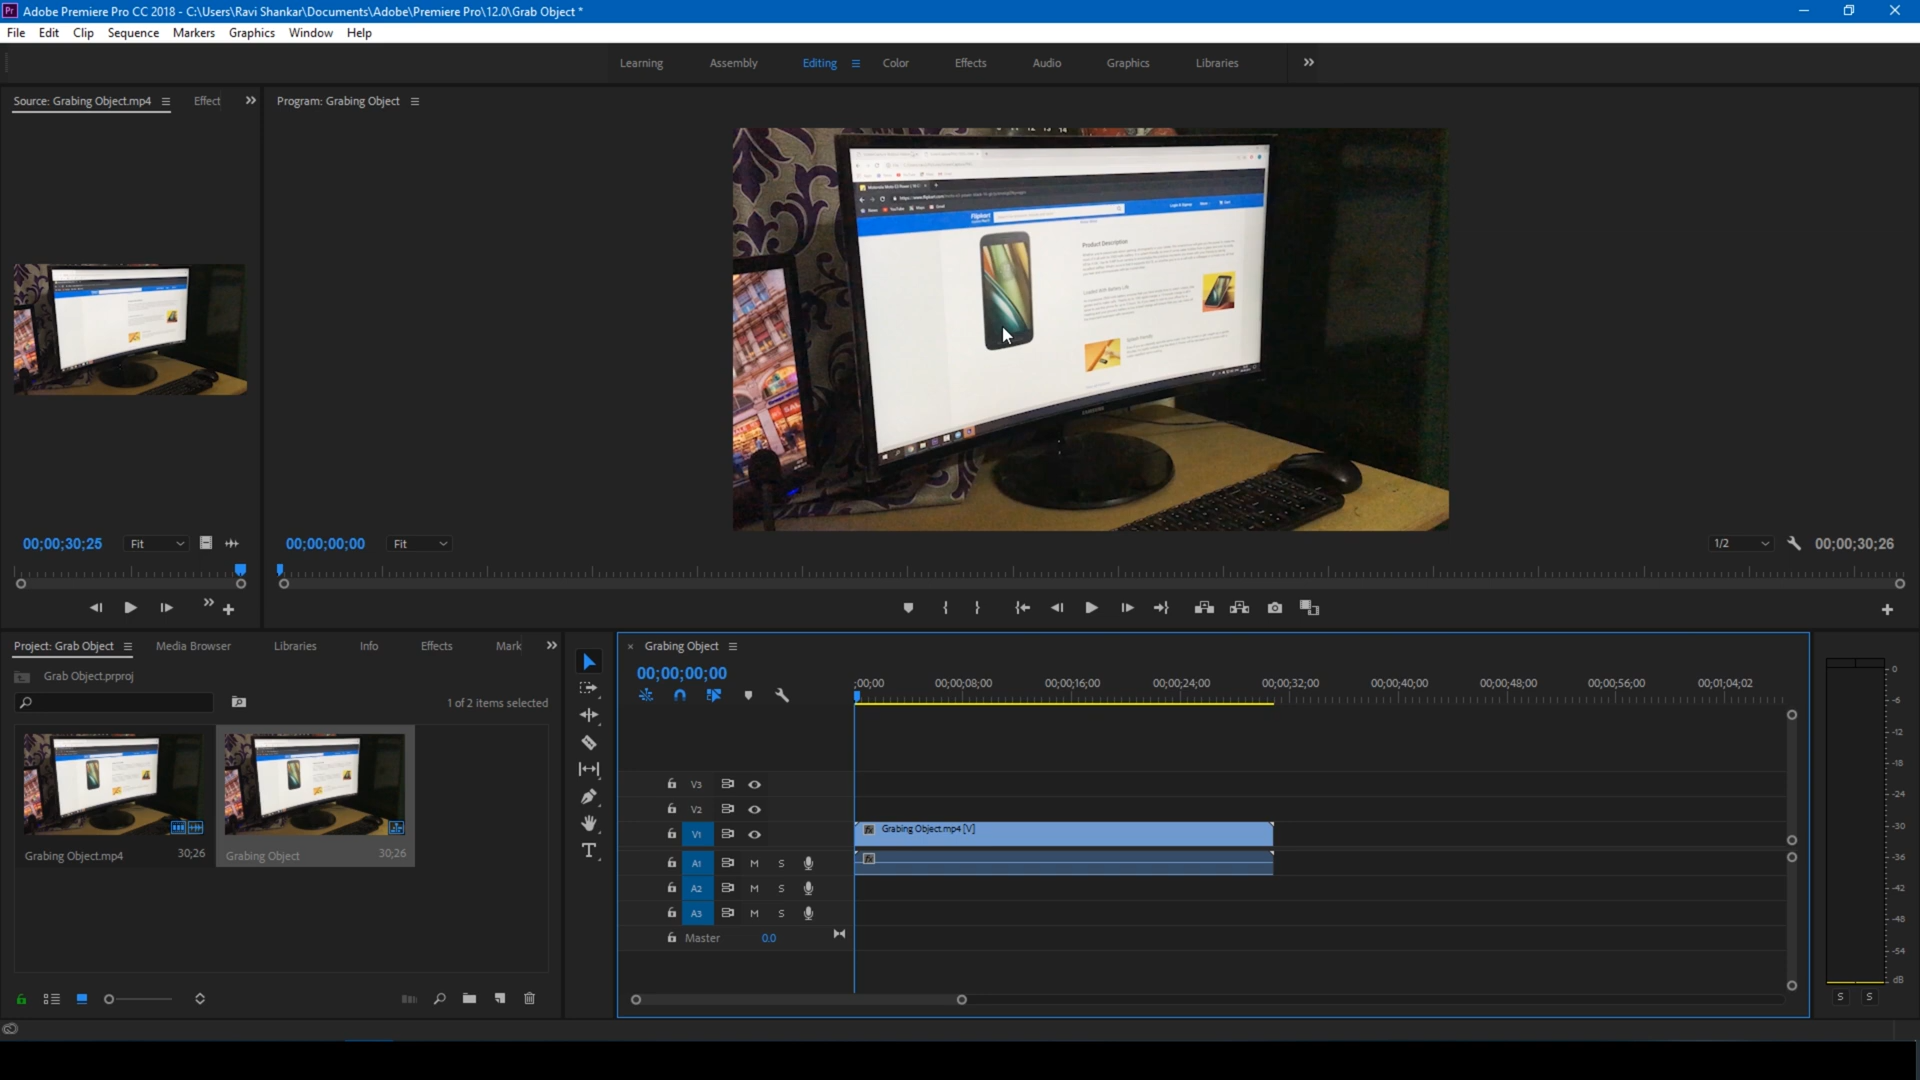 Adobe Premiere Pro CC 2018 - C:\Users\Ravi Shankar\Documents\Adobe\Premiere Pro\12.0\Grab Object *
File Edit Clip Sequence Markers Graphics Window Help
Learning Assembly Editing Color Effects Audio Graphics Libraries
Source: Grabing Object.mp4 Effect
Program: Grabing Object
Flipkart
Product Description
00;00;30;25 Fit
00;00;00;00 Fit
1/2 00;00;30;26
Project: Grab Object Media Browser Libraries Info Effects Mark
Grab Object.prproj
1 of 2 items selected
Grabing Object.mp4 30;26
Grabing Object 30;26
Grabing Object
00;00;00;00
;00;00 00;00;08;00 00;00;16;00 00;00;24;00 00;00;32;00 00;00;40;00 00;00;48;00 00;00;56;00 00;01;04;02
V3
V2
V1 Grabing Object.mp4 [V]
A1 M S
A2 M S
A3 M S
Master 0.0
0
-6
-12
-18
-24
-30
-36
-42
-48
-54
dB
S S